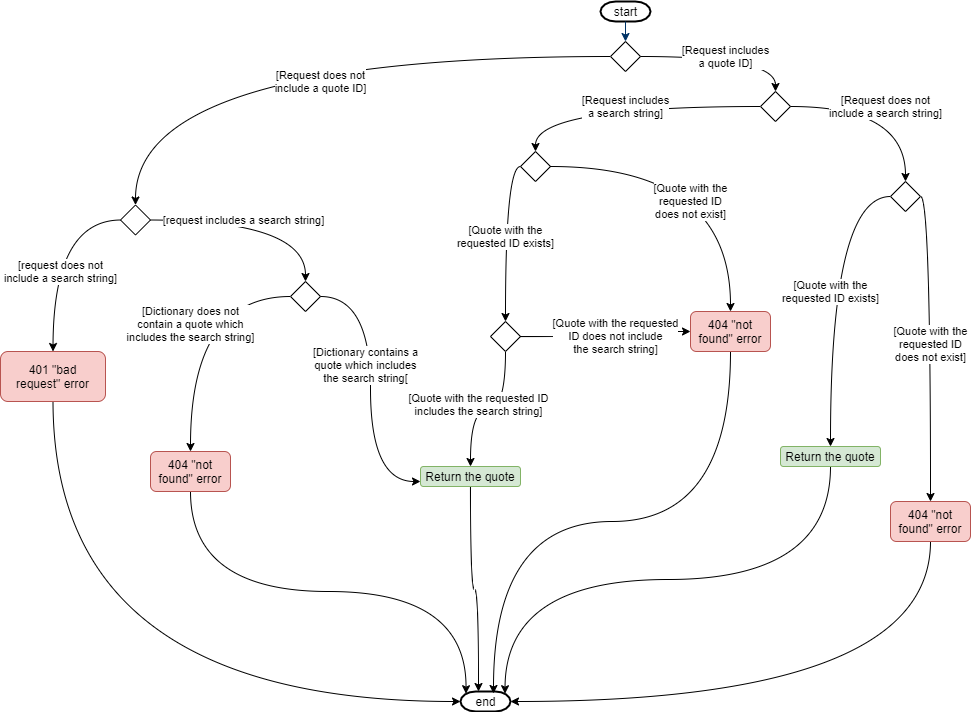 start
[Request includes
a quote ID]
[Request does not
include a quote ID]
[Request includes
a search string]
[Request does not
include a search string]
[Quote with the
requested ID
does not exist]
[request includes a search string]
[Quote with the
requested ID exists]
[request does not
include a search string]
[Quote with the
requested ID exists]
[Dictionary does not
contain a quote which
includes the search string]
[Quote with the requested
ID does not include
the search string]
404 "not
found" error
[Quote with the
requested ID
does not exist]
[Dictionary contains a
quote which includes
the search string[
401 "bad
request" error
[Quote with the requested ID
includes the search string]
404 "not
found" error
Return the quote
Return the quote
404 "not
found" error
end